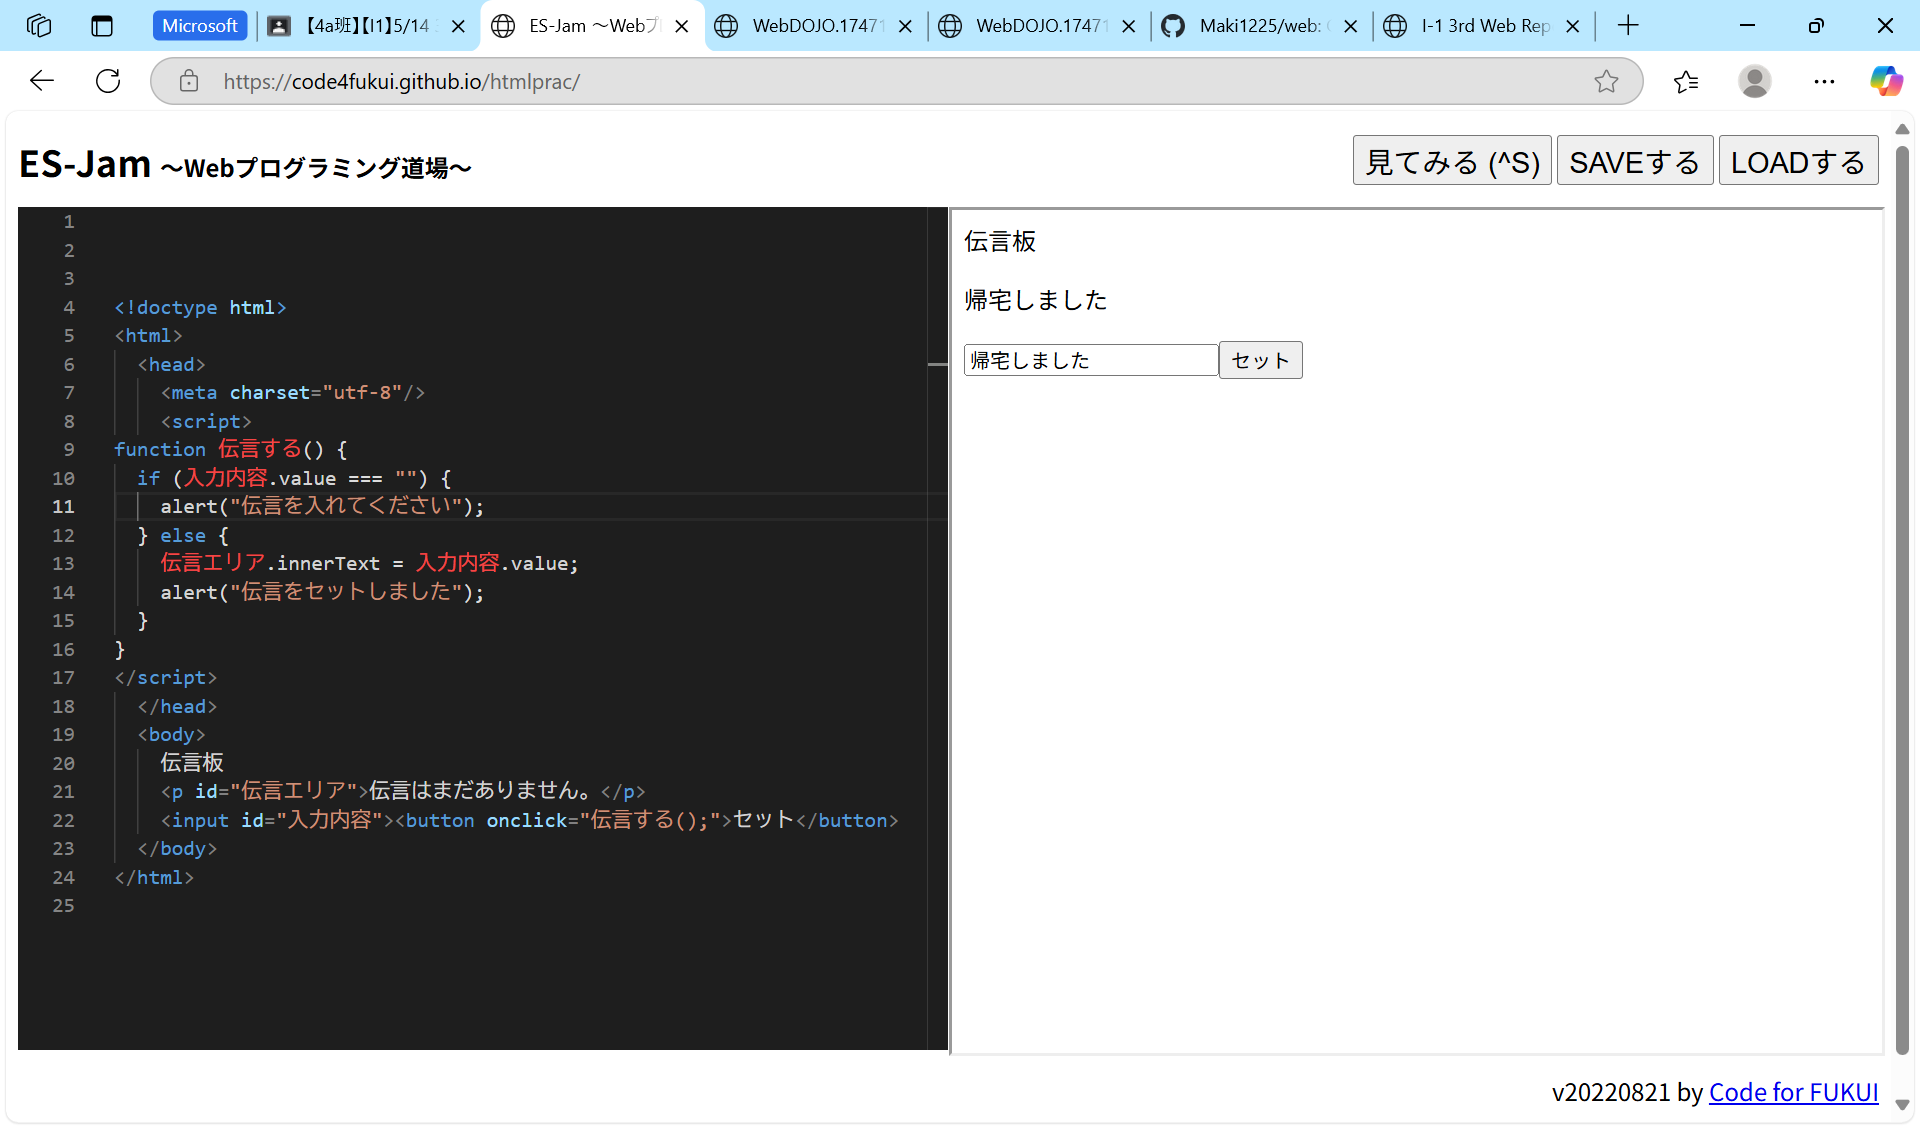 Microsoft
【4a班】【I1】5/14
ES-Jam 〜Webプ
WebDOJO.17471
WebDOJO.17471
Maki1225/web:
I-1 3rd Web Rep
https://code4fukui.github.io/htmlprac/
ES-Jam 〜Webプログラミング道場〜
見てみる (^S) SAVEする LOADする
1
2
3
4 <!doctype html>
5 <html>
6 <head>
7 <meta charset="utf-8"/>
8 <script>
9 function 伝言する() {
10 if (入力内容.value === "") {
11 alert("伝言を入れてください");
12 } else {
13 伝言エリア.innerText = 入力内容.value;
14 alert("伝言をセットしました");
15 }
16 }
17 </script>
18 </head>
19 <body>
20 伝言板
21 <p id="伝言エリア">伝言はまだありません。</p>
22 <input id="入力内容"><button onclick="伝言する();">セット</button>
23 </body>
24 </html>
25
伝言板
帰宅しました
帰宅しました セット
v20220821 by Code for FUKUI